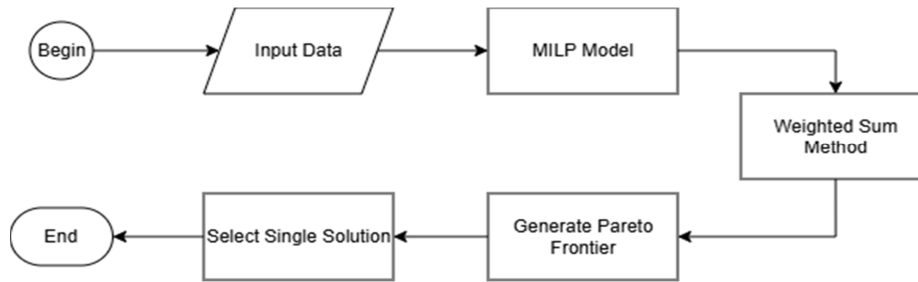 Begin
Input Data
MILP Model
Weighted Sum
Method
Generate Pareto
Frontier
Select Single Solution
End